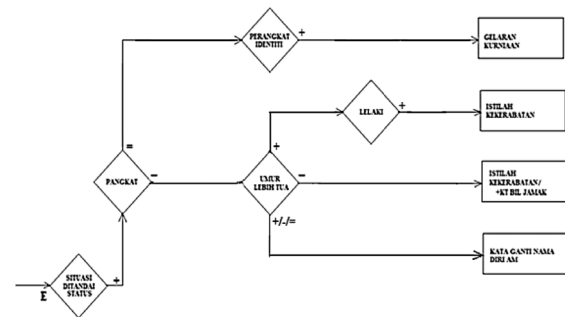 PERANGKAT
IDENTITI
+
GELARAN
KURNIAAN
LELAKI
+
ISTILAH
KEKERABATAN
=
+
PANGKAT
–
UMUR
LEBIH TUA
–
ISTILAH
KEKERABATAN/
+KT BIL JAMAK
+/-/=
KATA GANTI NAMA
DIRI AM
SITUASI
DITANDAI
STATUS
+
Σ